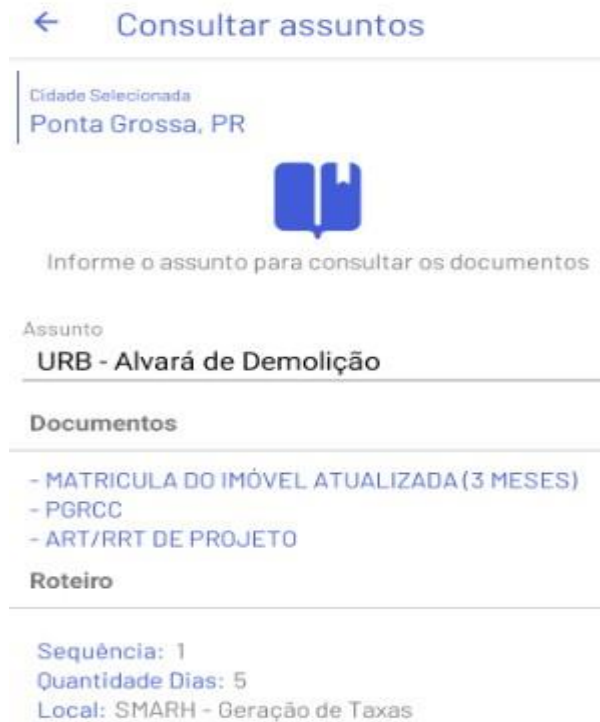 Consultar assuntos
Cidade Selecionada
Ponta Grossa, PR
Informe o assunto para consultar os documentos
Assunto
URB - Alvará de Demolição
Documentos
- MATRICULA DO IMÓVEL ATUALIZADA (3 MESES)
- PGRCC
- ART/RRT DE PROJETO
Roteiro
Sequência: 1
Quantidade Dias: 5
Local: SMARH - Geração de Taxas